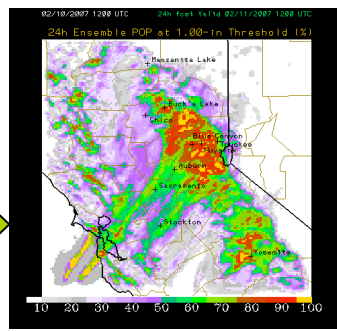 02/10/2007 1200 UTC 24h fcst Valid 02/11/2007 1200 UTC
24h Ensemble POP at 1.00-in Threshold (%)
Manzanita Lake
Buck's Lake
Chico
Blue Canyon
Truckee
Auburn
Sacramento
Stockton
Yosemite
10 20 30 40 50 60 70 80 90 100